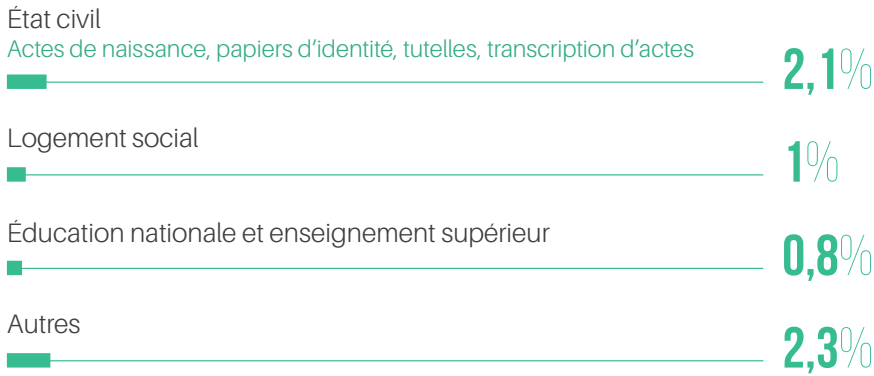 État civil
Actes de naissance, papiers d’identité, tutelles, transcription d’actes
2,1%
Logement social
1%
Éducation nationale et enseignement supérieur
0,8%
Autres
2,3%